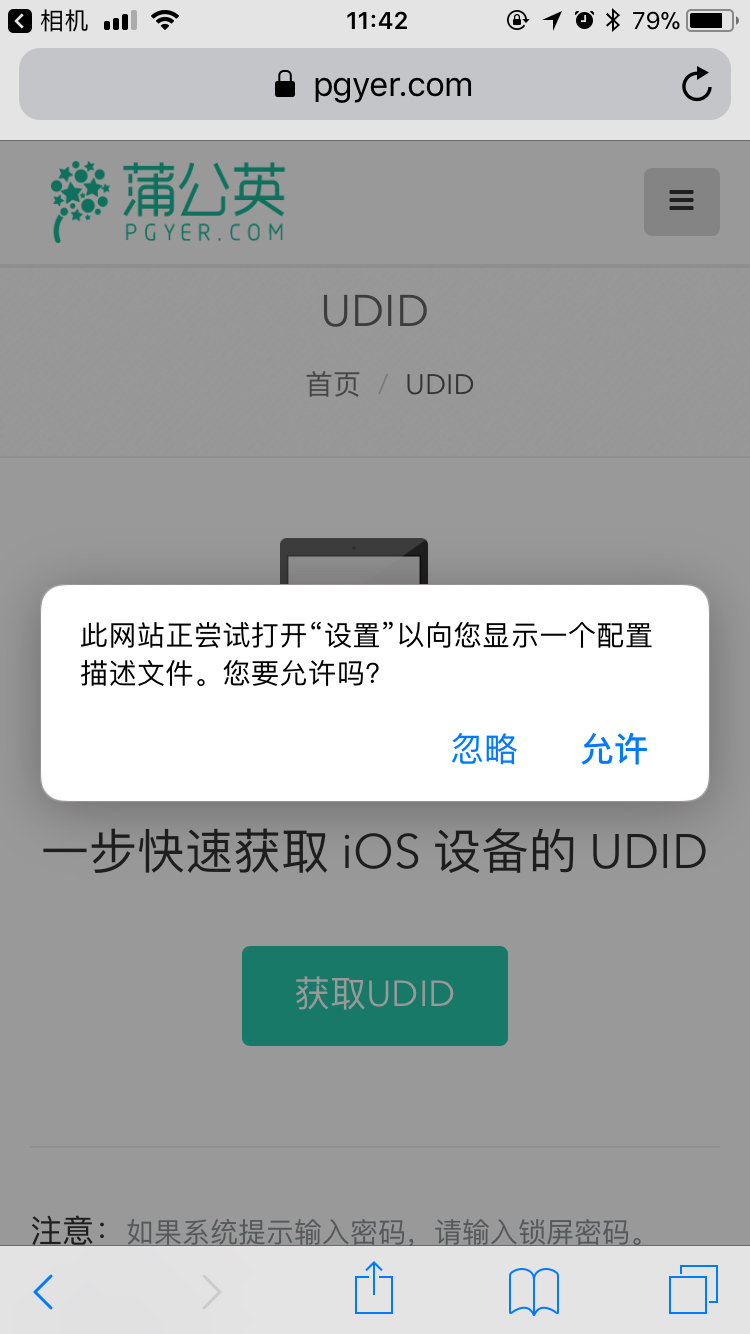 相机 11:42 79%
pgyer.com
蒲公英
PGYER.COM
UDID
首页 / UDID
此网站正尝试打开“设置”以向您显示一个配置
描述文件。您要允许吗?
忽略 允许
一步快速获取 iOS 设备的 UDID
获取UDID
注意：如果系统提示输入密码，请输入锁屏密码。